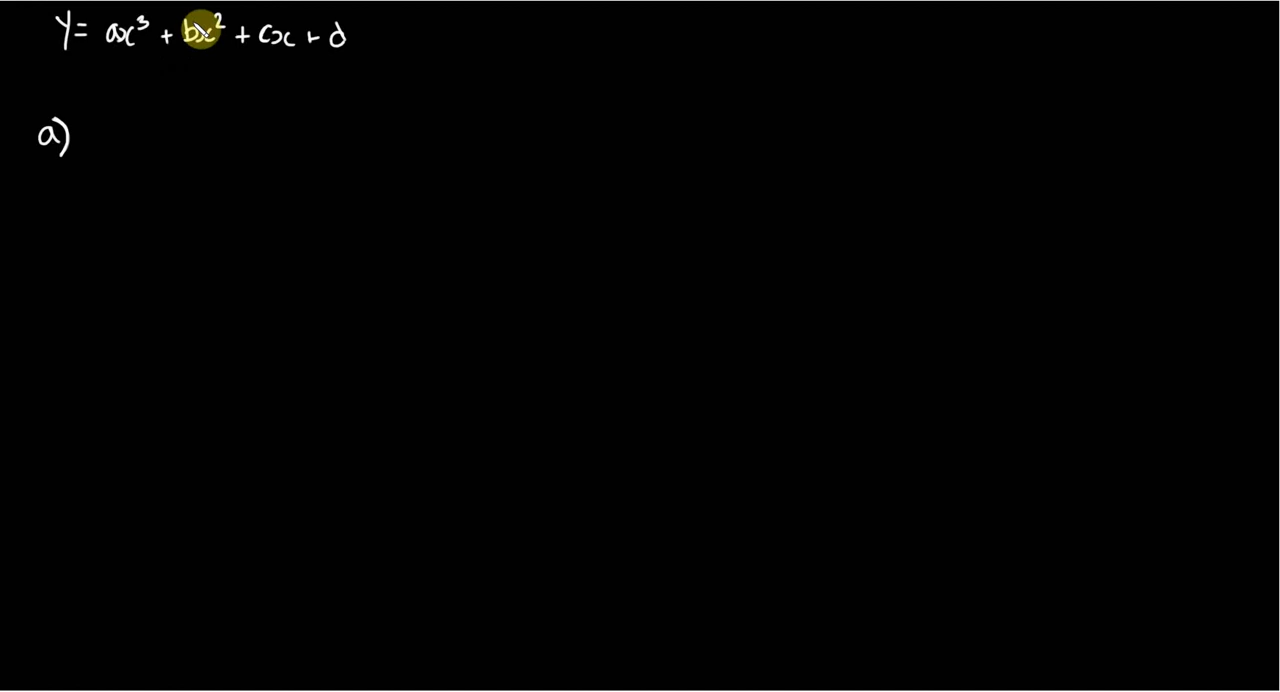 y = ax³ + bx² + cx + d
a)